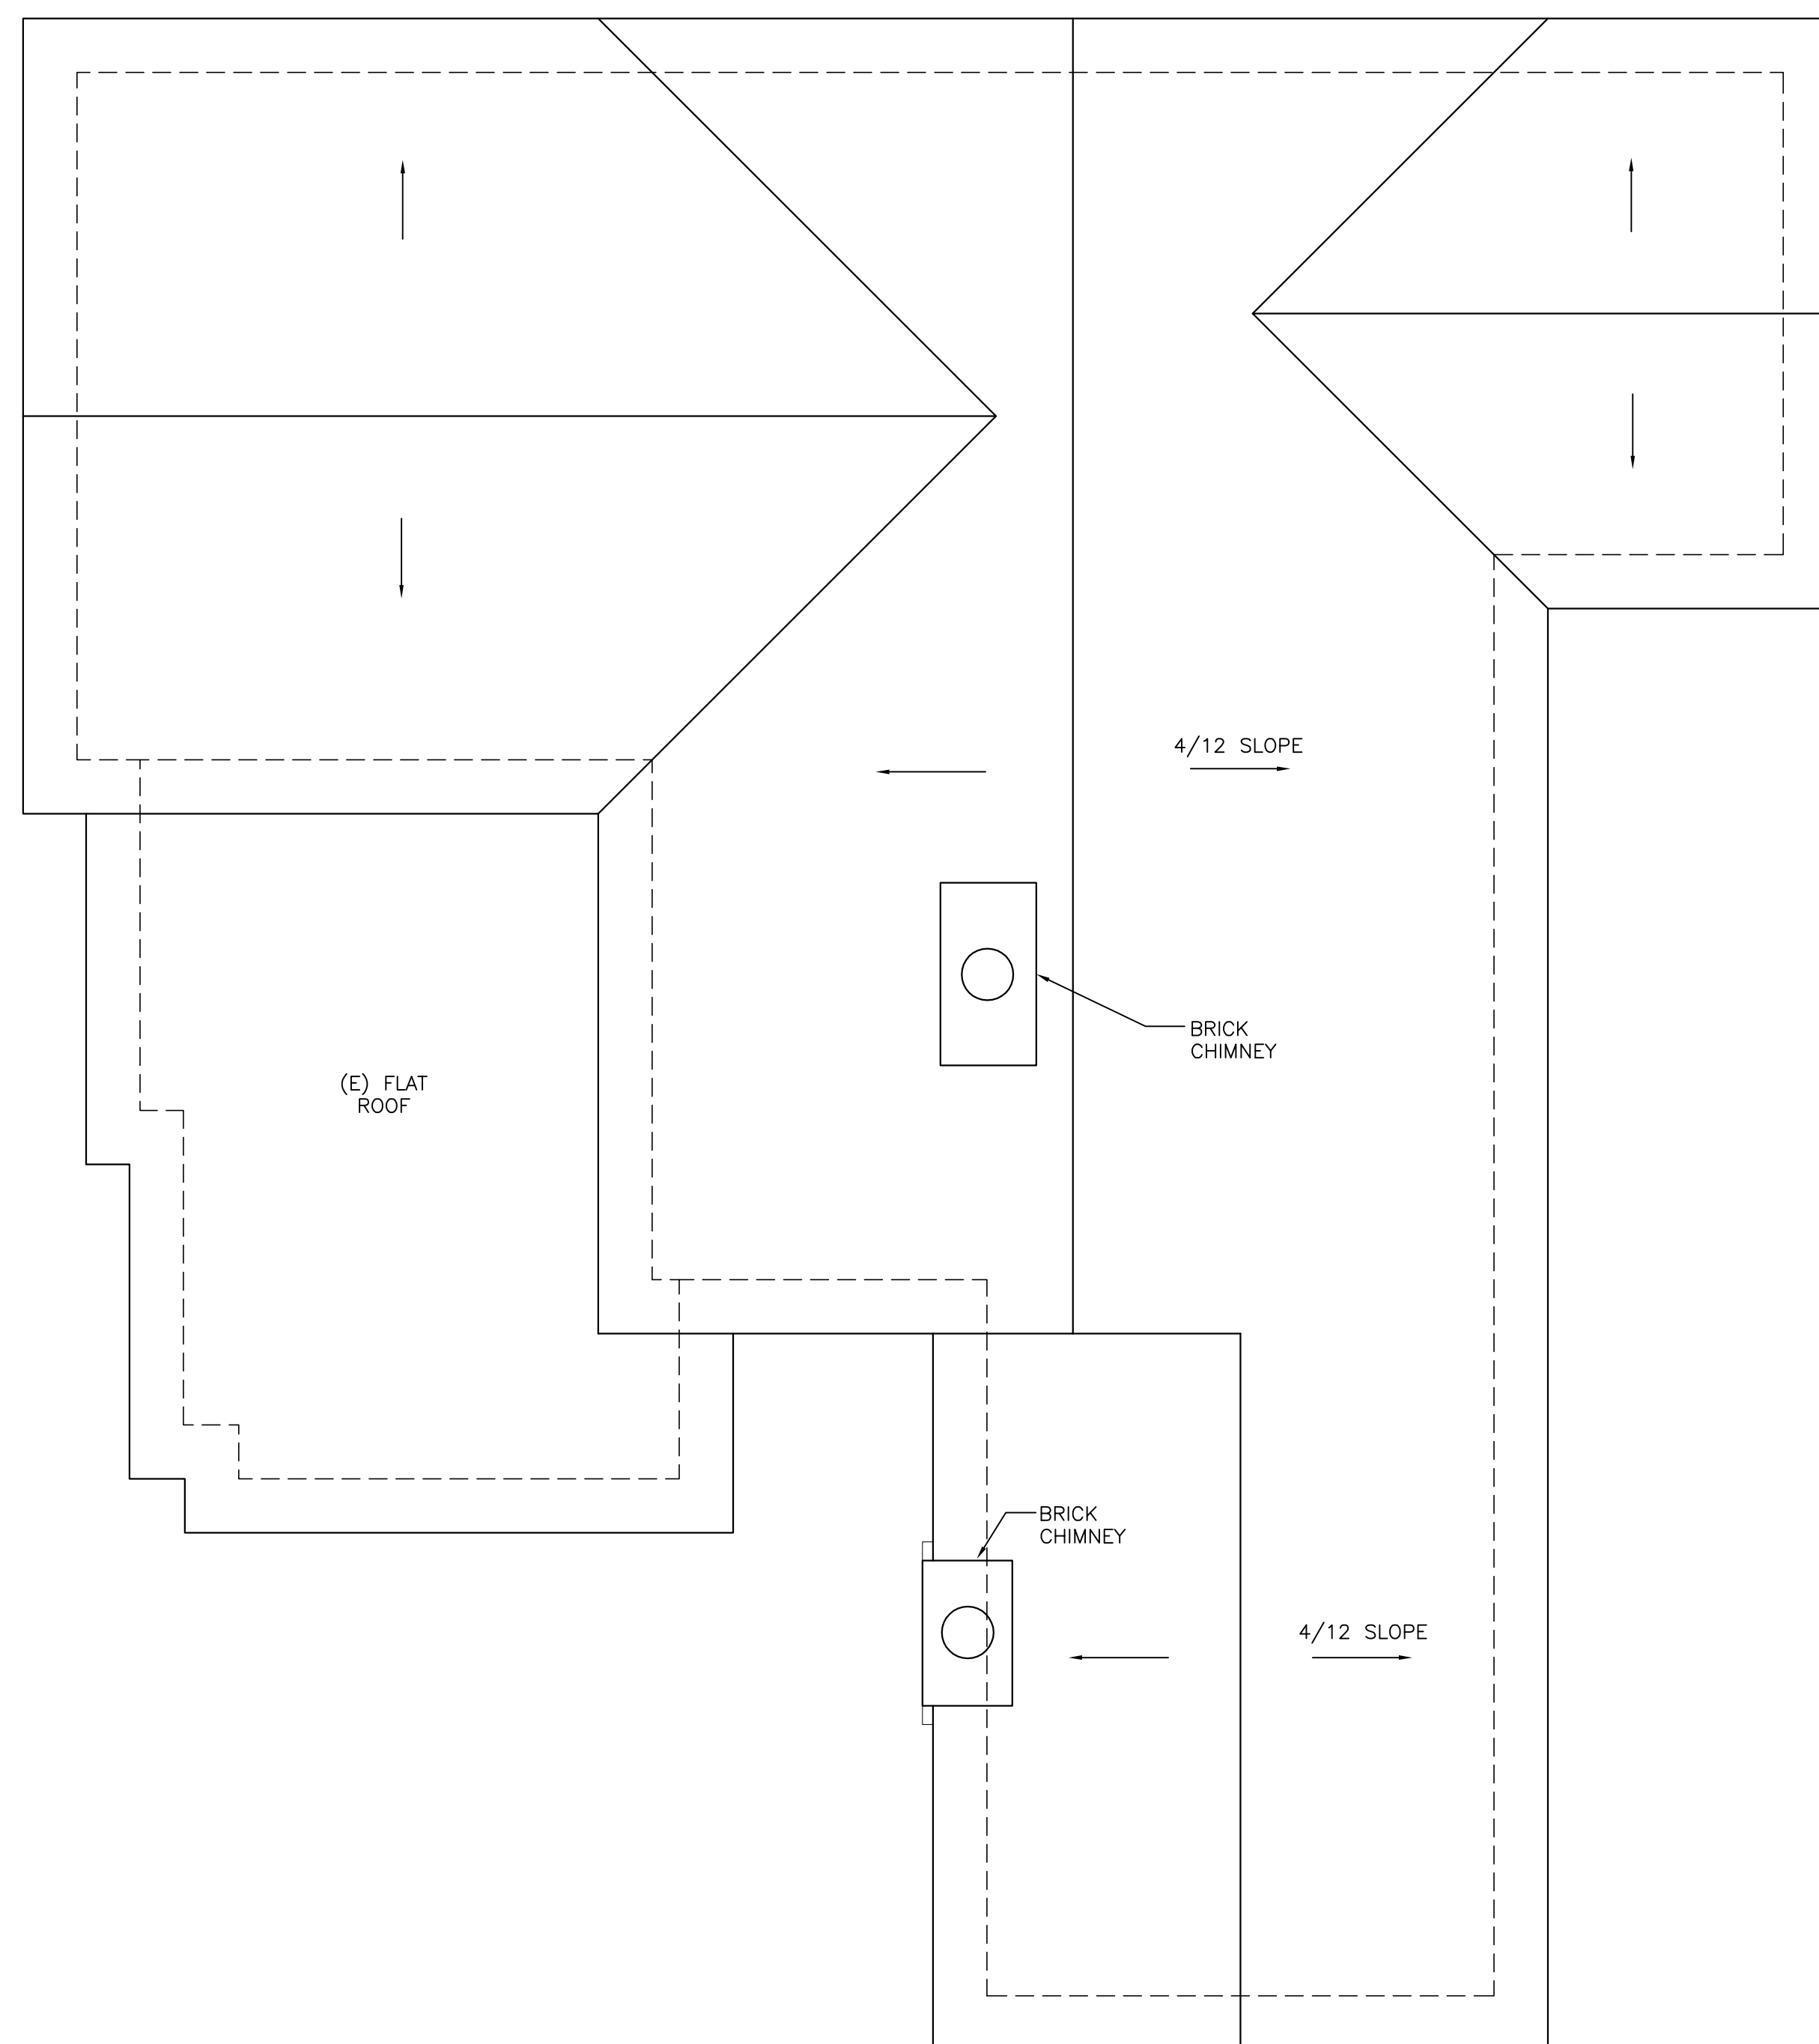 4/12 SLOPE
BRICK
CHIMNEY
(E) FLAT
ROOF
BRICK
CHIMNEY
4/12 SLOPE